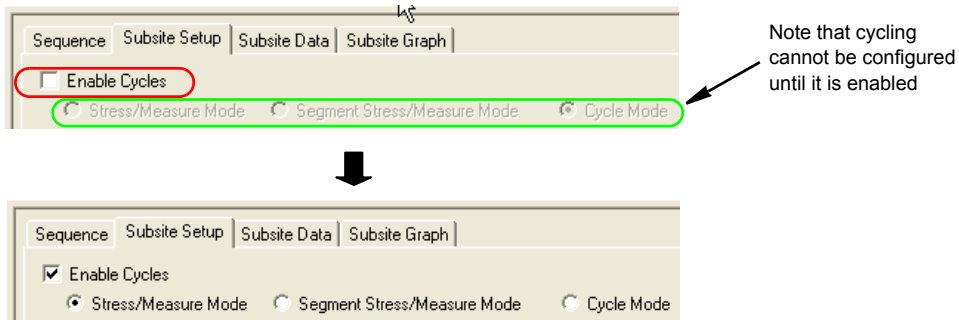 Sequence Subsite Setup Subsite Data Subsite Graph
Enable Cycles
Stress/Measure Mode Segment Stress/Measure Mode Cycle Mode
Note that cycling
cannot be configured
until it is enabled
Sequence Subsite Setup Subsite Data Subsite Graph
Enable Cycles
Stress/Measure Mode Segment Stress/Measure Mode Cycle Mode